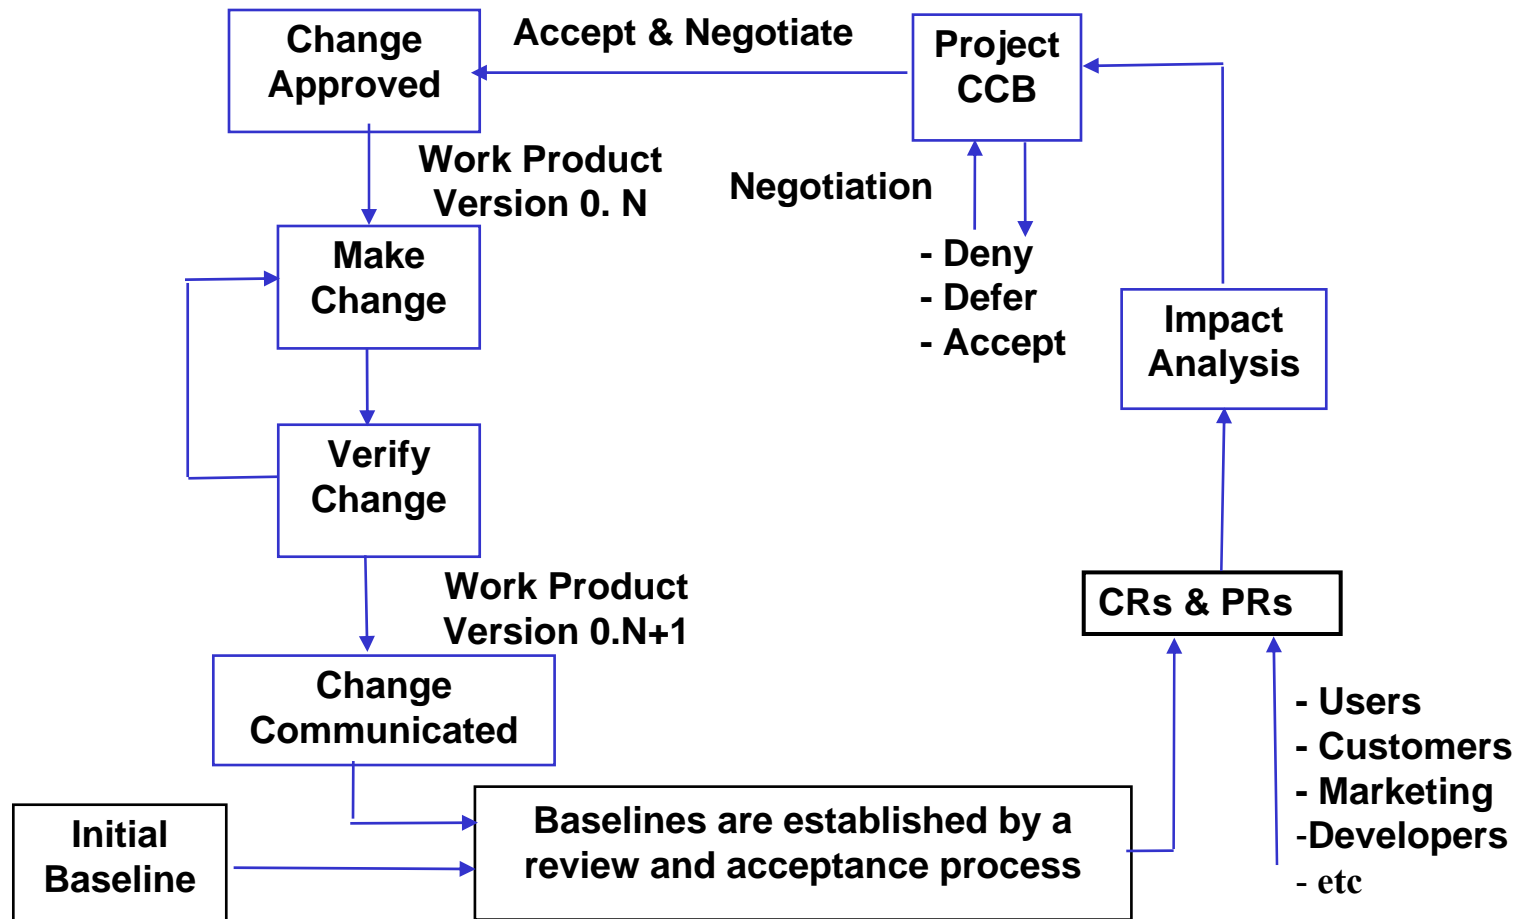 Change
Approved
Accept & Negotiate
Project
CCB
Work Product
Version 0. N
Negotiation
- Deny
- Defer
- Accept
Make
Change
Impact
Analysis
Verify
Change
Work Product
Version 0.N+1
CRs & PRs
Change
Communicated
- Users
- Customers
- Marketing
-Developers
- etc
Initial
Baseline
Baselines are established by a
review and acceptance process